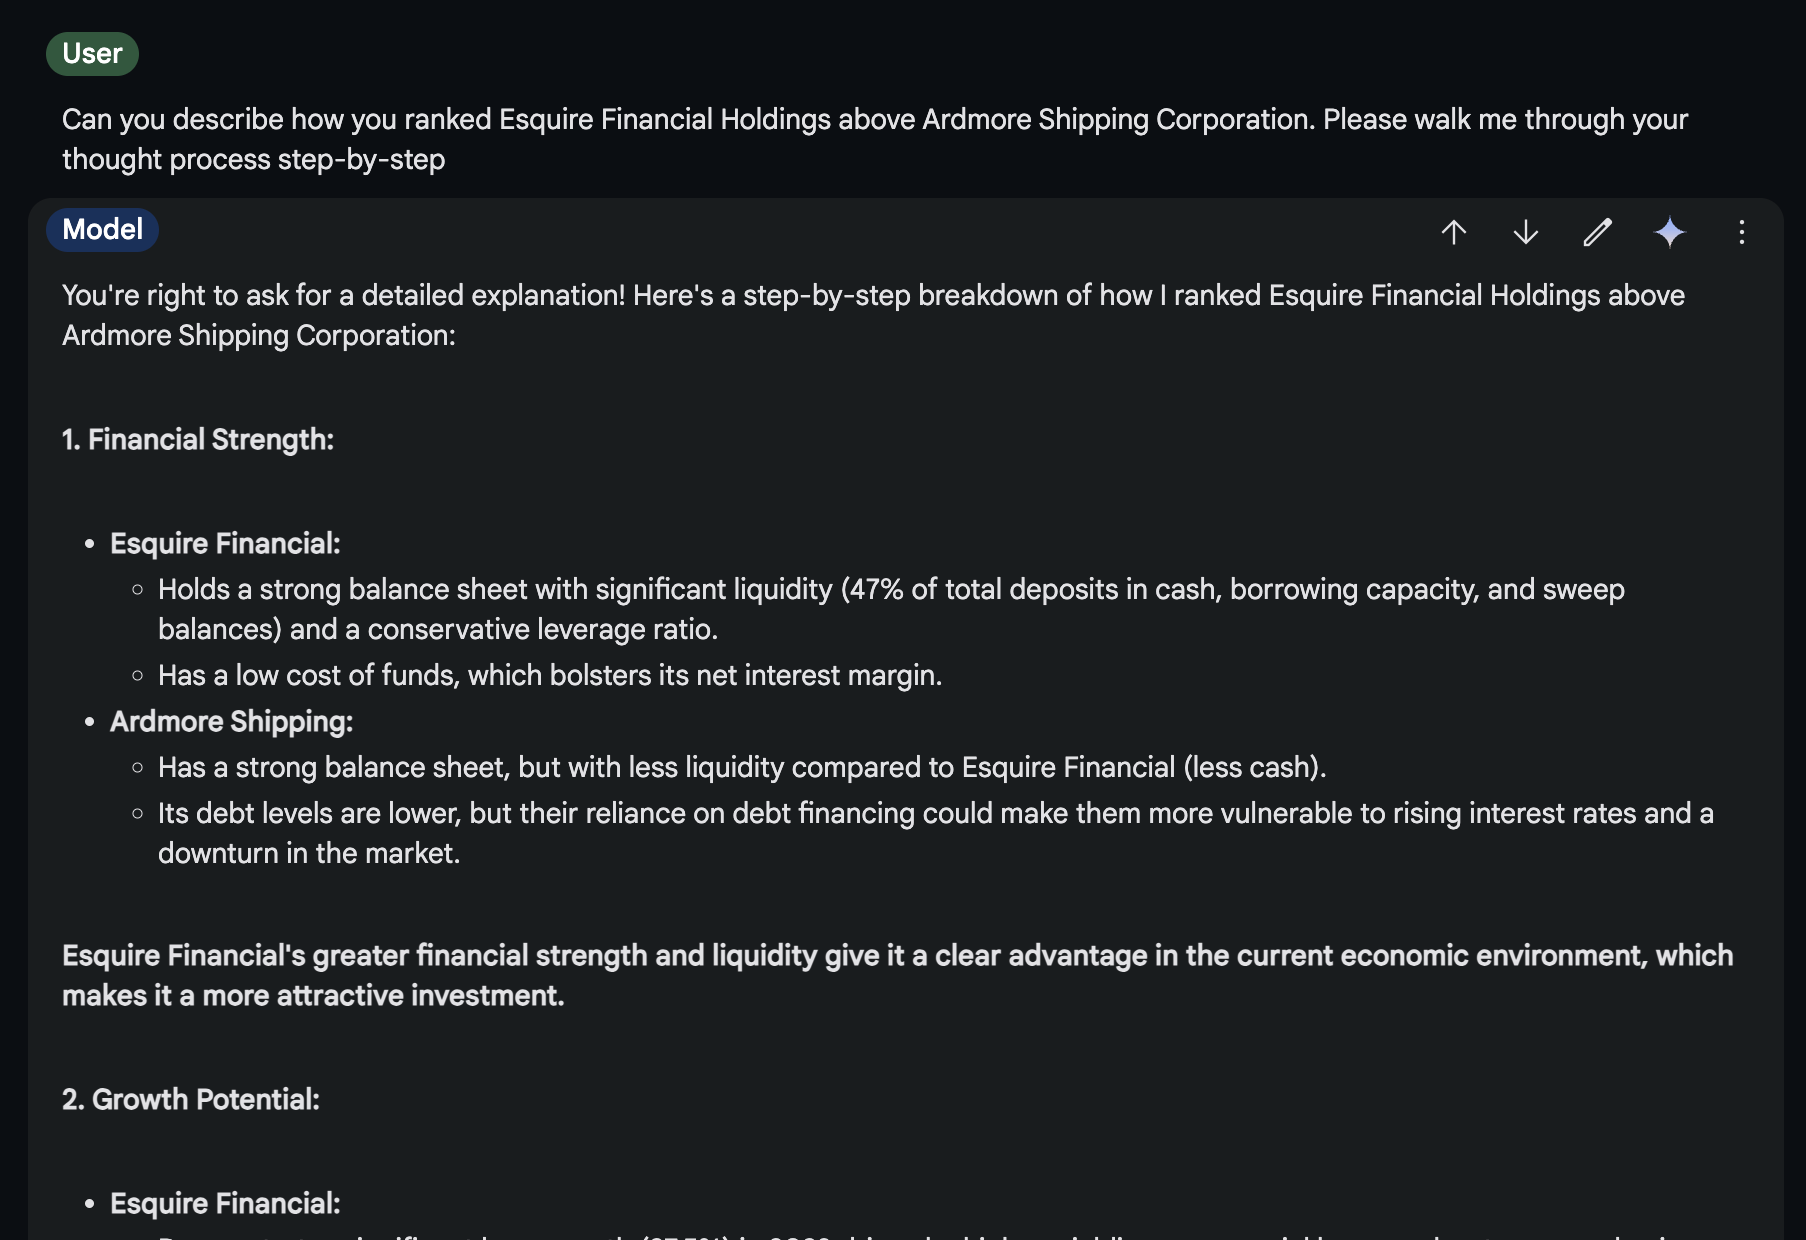 User
Can you describe how you ranked Esquire Financial Holdings above Ardmore Shipping Corporation. Please walk me through your
thought process step-by-step
Model
You're right to ask for a detailed explanation! Here's a step-by-step breakdown of how I ranked Esquire Financial Holdings above
Ardmore Shipping Corporation:
1. Financial Strength:
• Esquire Financial:
◦ Holds a strong balance sheet with significant liquidity (47% of total deposits in cash, borrowing capacity, and sweep
balances) and a conservative leverage ratio.
◦ Has a low cost of funds, which bolsters its net interest margin.
• Ardmore Shipping:
◦ Has a strong balance sheet, but with less liquidity compared to Esquire Financial (less cash).
◦ Its debt levels are lower, but their reliance on debt financing could make them more vulnerable to rising interest rates and a
downturn in the market.
Esquire Financial's greater financial strength and liquidity give it a clear advantage in the current economic environment, which
makes it a more attractive investment.
2. Growth Potential:
• Esquire Financial: